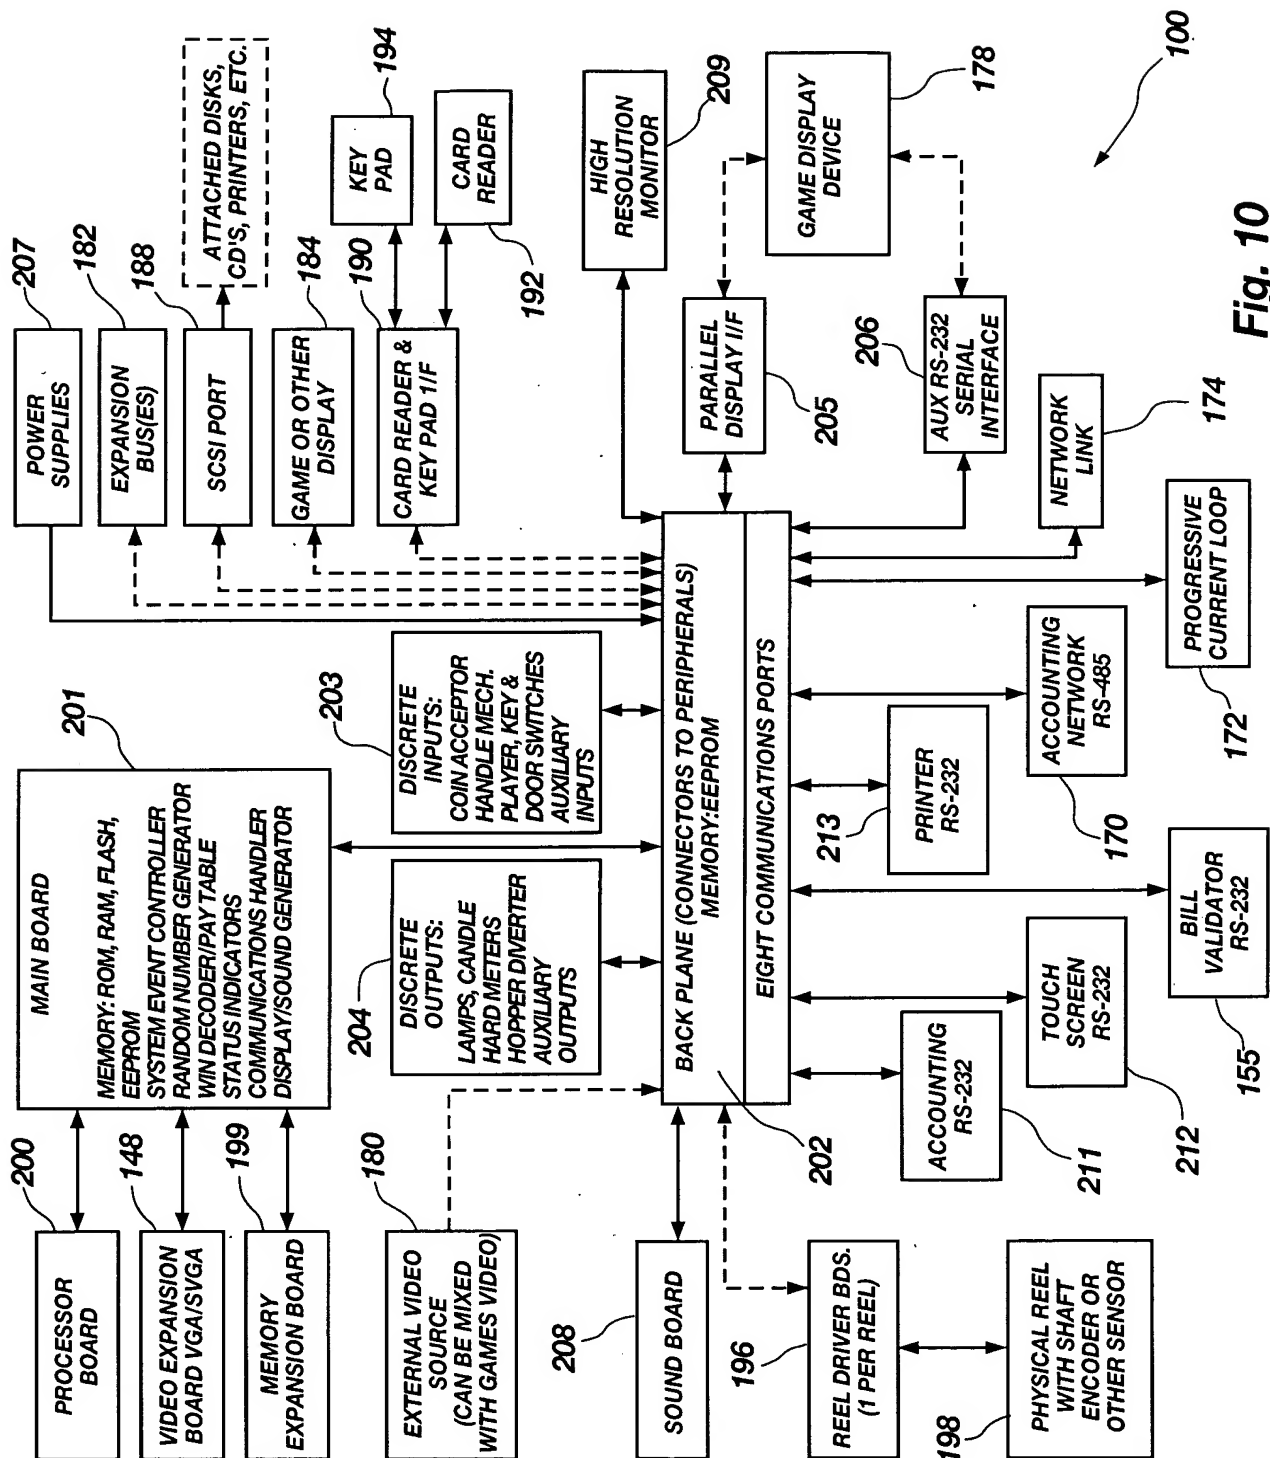 200
PROCESSOR
BOARD
148
VIDEO EXPANSION
BOARD VGA/SVGA
199
MEMORY
EXPANSION BOARD
201
MAIN BOARD
MEMORY: ROM, RAM, FLASH,
EEPROM
SYSTEM EVENT CONTROLLER
RANDOM NUMBER GENERATOR
WIN DECODER/PAY TABLE
STATUS INDICATORS
COMMUNICATIONS HANDLER
DISPLAY/SOUND GENERATOR
207
POWER
SUPPLIES
182
EXPANSION
BUS(ES)
188
SCSI PORT
ATTACHED DISKS,
CD'S, PRINTERS, ETC.
184
GAME OR OTHER
DISPLAY
190
CARD READER &
KEY PAD 1/F
194
KEY
PAD
CARD
READER
192
180
EXTERNAL VIDEO
SOURCE
(CAN BE MIXED
WITH GAMES VIDEO)
204
DISCRETE
OUTPUTS:
LAMPS, CANDLE
HARD METERS
HOPPER DIVERTER
AUXILIARY
OUTPUTS
203
DISCRETE
INPUTS:
COIN ACCEPTOR
HANDLE MECH.
PLAYER, KEY &
DOOR SWITCHES
AUXILIARY
INPUTS
HIGH
RESOLUTION
MONITOR
209
208
SOUND BOARD
BACK PLANE (CONNECTORS TO PERIPHERALS)
MEMORY:EEPROM
EIGHT COMMUNICATIONS PORTS
202
PARALLEL
DISPLAY I/F
205
GAME DISPLAY
DEVICE
178
196
REEL DRIVER BDS.
(1 PER REEL)
198
PHYSICAL REEL
WITH SHAFT
ENCODER OR
OTHER SENSOR
ACCOUNTING
RS-232
211
TOUCH
SCREEN
RS-232
212
BILL
VALIDATOR
RS-232
155
213
PRINTER
RS-232
ACCOUNTING
NETWORK
RS-485
170
PROGRESSIVE
CURRENT LOOP
172
206
AUX RS-232
SERIAL
INTERFACE
NETWORK
LINK
174
100
Fig. 10